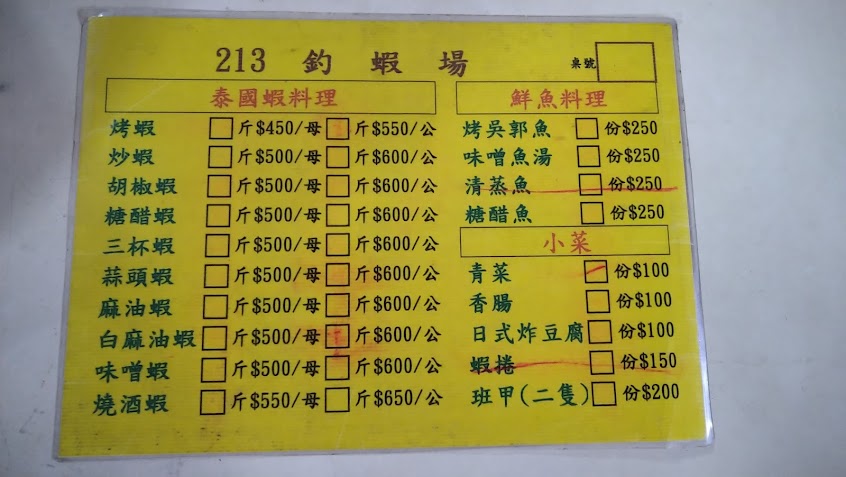 213 釣蝦場
桌號
泰國蝦料理
烤蝦 □斤$450/母 □斤$550/公
炒蝦 □斤$500/母 □斤$600/公
胡椒蝦 □斤$500/母 □斤$600/公
糖醋蝦 □斤$500/母 □斤$600/公
三杯蝦 □斤$500/母 □斤$600/公
蒜頭蝦 □斤$500/母 □斤$600/公
麻油蝦 □斤$500/母 □斤$600/公
白麻油蝦 □斤$500/母 □斤$600/公
味噌蝦 □斤$500/母 □斤$600/公
燒酒蝦 □斤$550/母 □斤$650/公
鮮魚料理
烤吳郭魚 □份$250
味噌魚湯 □份$250
清蒸魚 □份$250
糖醋魚 □份$250
小菜
青菜 □份$100
香腸 □份$100
日式炸豆腐 □份$100
蝦捲 □份$150
班甲(二隻) □份$200